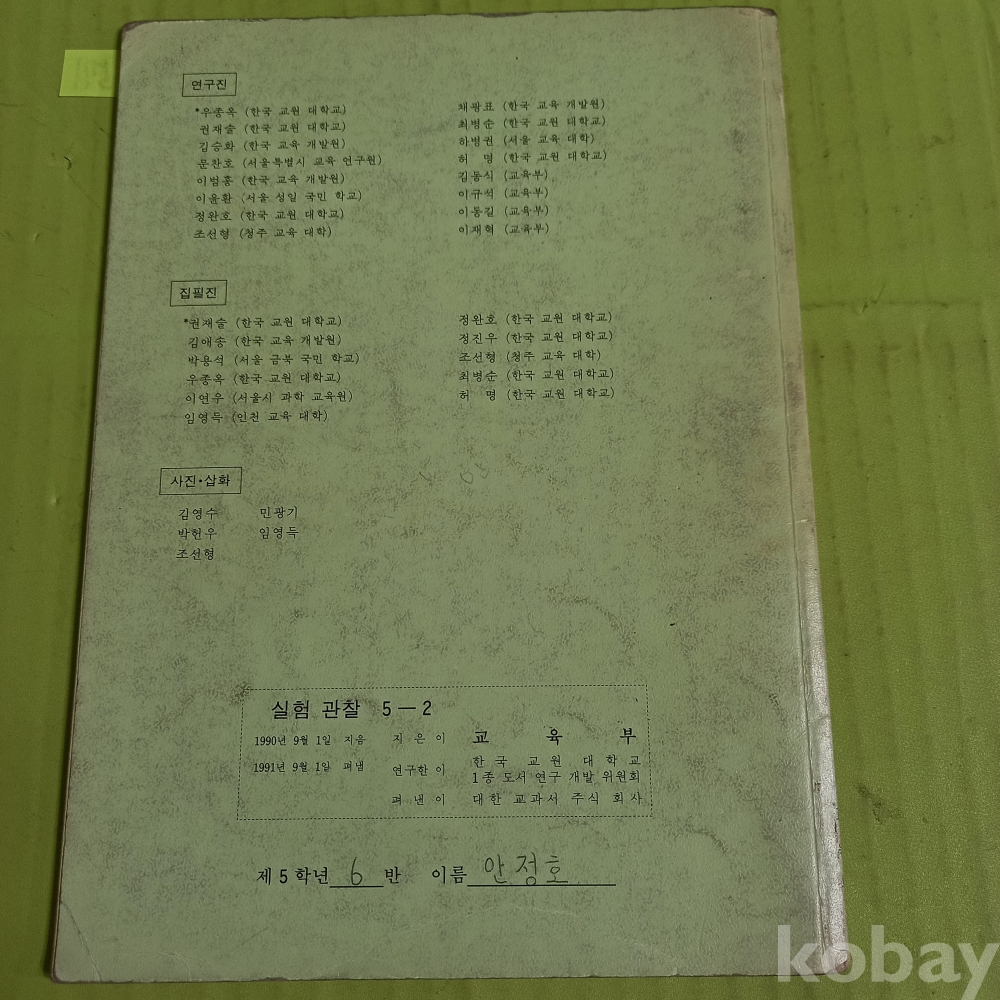 연구진
*우종옥 (한국 교원 대학교)
권재술 (한국 교원 대학교)
김승화 (한국 교육 개발원)
문찬호 (서울특별시 교육 연구원)
이범홍 (한국 교육 개발원)
이윤환 (서울 성일 국민 학교)
정완호 (한국 교원 대학교)
조선형 (청주 교육 대학)
채광표 (한국 교육 개발원)
최병순 (한국 교원 대학교)
하병권 (서울 교육 대학)
허 명 (한국 교원 대학교)
김동식 (교육부)
이규석 (교육부)
이동길 (교육부)
이재혁 (교육부)
집필진
*권재술 (한국 교원 대학교)
김애송 (한국 교육 개발원)
박용석 (서울 금북 국민 학교)
우종옥 (한국 교원 대학교)
이연우 (서울시 과학 교육원)
임영득 (인천 교육 대학)
정완호 (한국 교원 대학교)
정진우 (한국 교원 대학교)
조선형 (청주 교육 대학)
최병순 (한국 교원 대학교)
허 명 (한국 교원 대학교)
사진·삽화
김영수 민광기
박헌우 임영득
조선형
실험 관찰 5－2
1990년 9월 1일 지음 지은이 교육부
1991년 9월 1일 펴냄 연구한이 한국 교원 대학교
1종 도서 연구 개발 위원회
펴낸이 대한 교과서 주식 회사
제 5 학년 6 반 이름 안정호
kobay